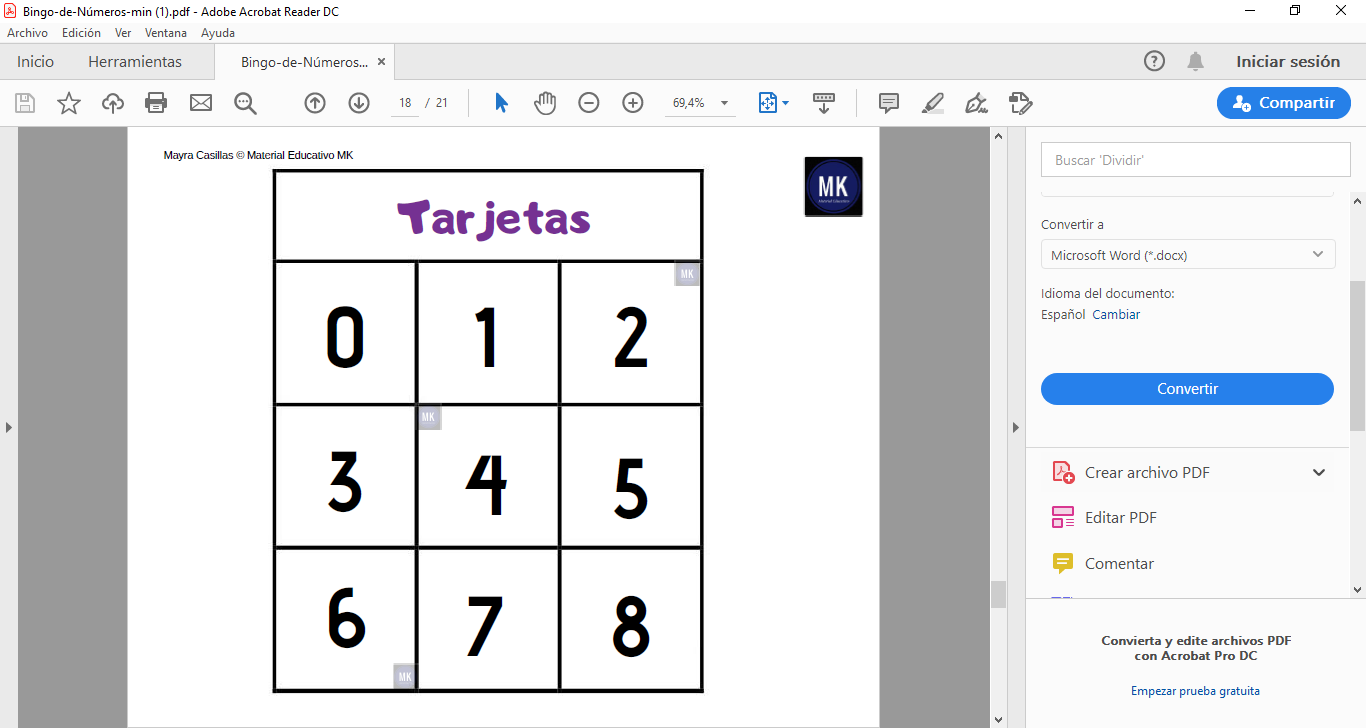 Bingo-de-Números-min (1).pdf - Adobe Acrobat Reader DC
Archivo Edición Ver Ventana Ayuda
Inicio Herramientas Bingo-de-Números... × Iniciar sesión
18 / 21 69,4% Compartir
Mayra Casillas © Material Educativo MK
MK
Material Educativo
Tarjetas
MK
0 1 2
MK
3 4 5
6 7 8
MK
Buscar 'Dividir'
Convertir a
Microsoft Word (*.docx)
Idioma del documento:
Español Cambiar
Convertir
Crear archivo PDF
Editar PDF
Comentar
Convierta y edite archivos PDF
con Acrobat Pro DC
Empezar prueba gratuita